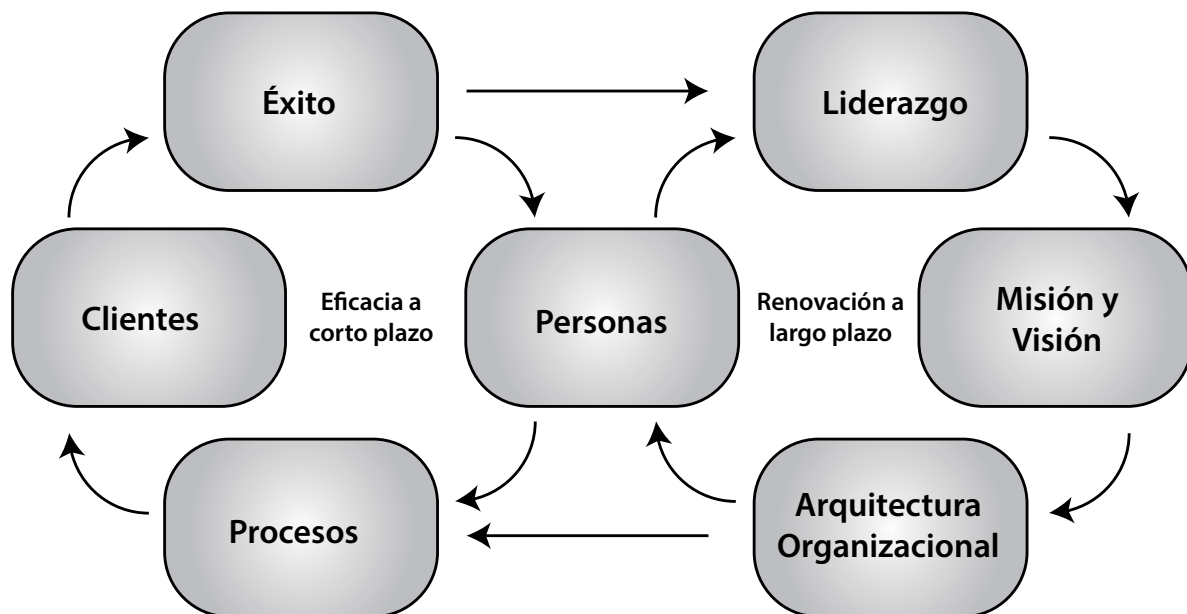 Éxito
Liderazgo
Clientes
Eficacia a
corto plazo
Personas
Renovación a
largo plazo
Misión y
Visión
Procesos
Arquitectura
Organizacional